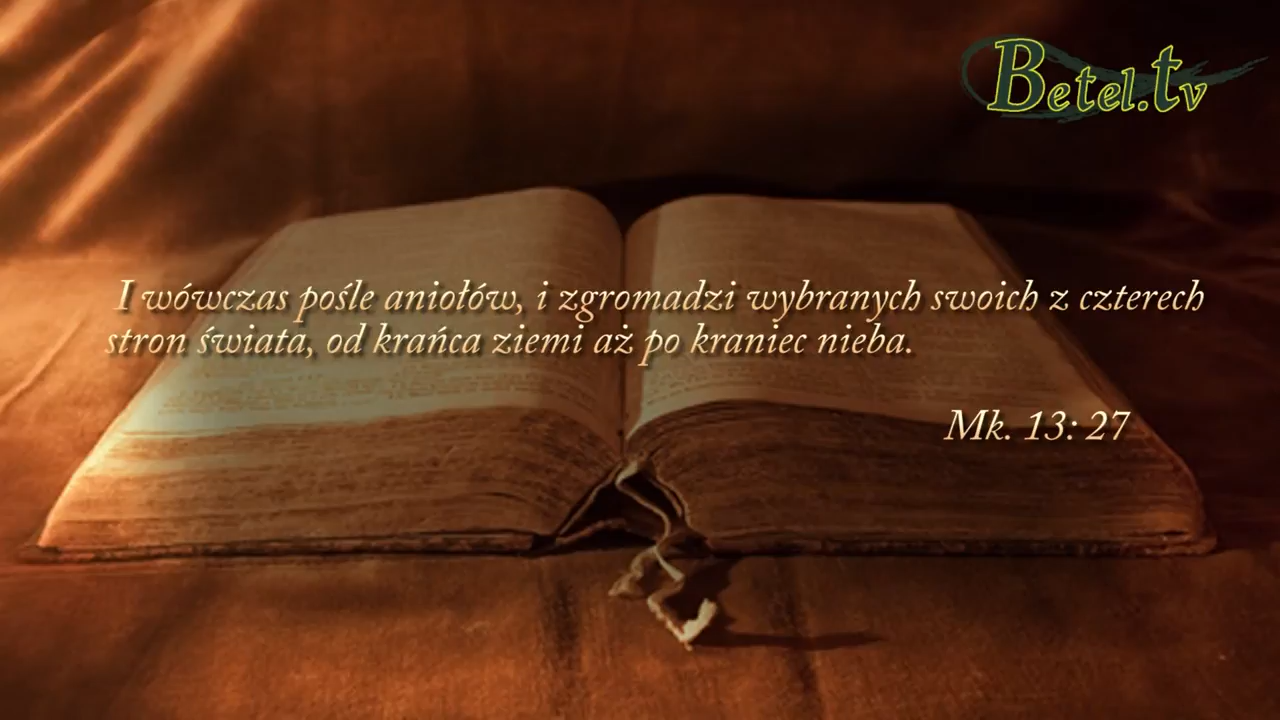 Betel.tv
I wówczas pośle aniołów, i zgromadzi wybranych swoich z czterech
stron świata, od krańca ziemi aż po kraniec nieba.
Mk. 13: 27